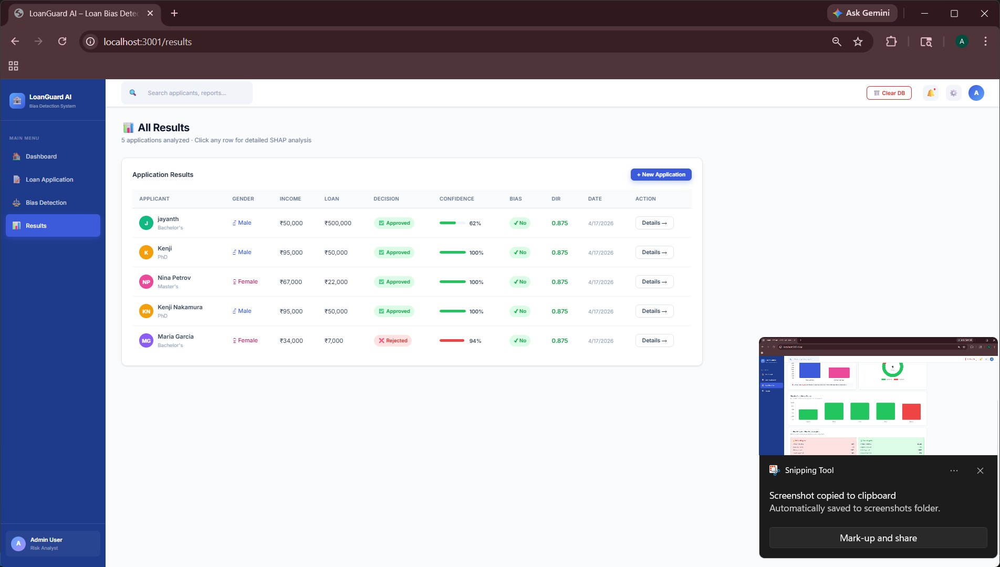 LoanGuard AI – Loan Bias Dete
Ask Gemini
localhost:3001/results
A
LoanGuard AI
Bias Detection System
MAIN MENU
Dashboard
Loan Application
Bias Detection
Results
Admin User
Risk Analyst
A
Search applicants, reports...
Clear DB
A
All Results
5 applications analyzed · Click any row for detailed SHAP analysis
Application Results
+ New Application
APPLICANT GENDER INCOME LOAN DECISION CONFIDENCE BIAS DIR DATE ACTION
J jayanth Male ₹50,000 ₹500,000 Approved 62% ✓ No 0.875 4/17/2026 Details →
Bachelor's
K Kenji Male ₹95,000 ₹50,000 Approved 100% ✓ No 0.875 4/17/2026 Details →
PhD
NP Nina Petrov Female ₹67,000 ₹22,000 Approved 100% ✓ No 0.875 4/17/2026 Details →
Master's
KN Kenji Nakamura Male ₹95,000 ₹50,000 Approved 100% ✓ No 0.875 4/17/2026 Details →
PhD
MG Maria Garcia Female ₹34,000 ₹7,000 Rejected 94% ✓ No 0.875 4/17/2026 Details →
Bachelor's
Snipping Tool
Screenshot copied to clipboard
Automatically saved to screenshots folder.
Mark-up and share